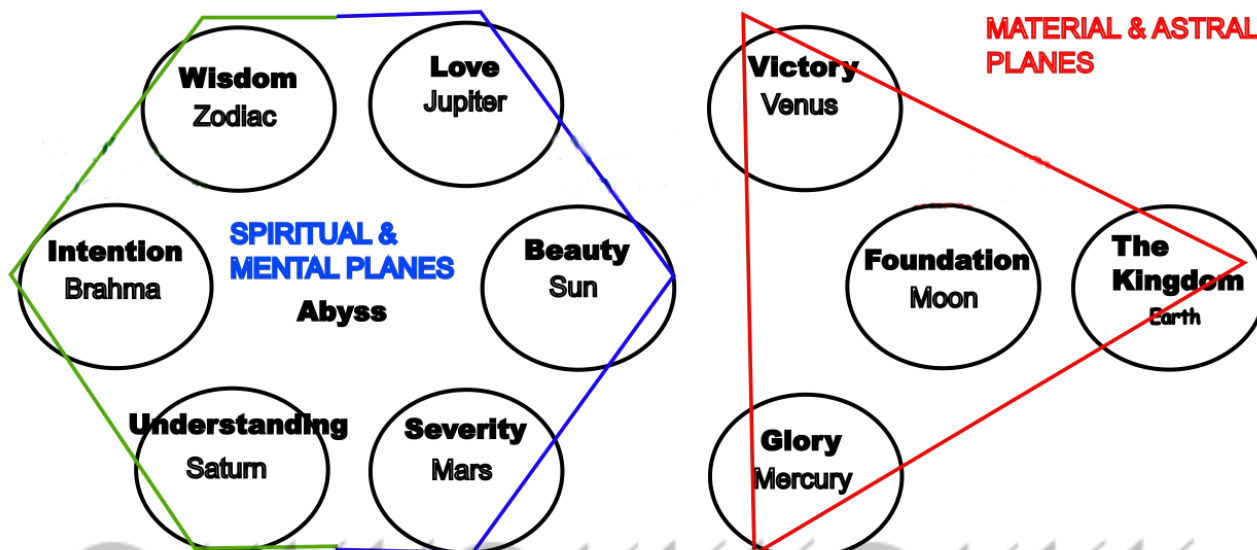 MATERIAL & ASTRAL
PLANES
Wisdom
Zodiac
Love
Jupiter
Victory
Venus
Intention
Brahma
SPIRITUAL &
MENTAL PLANES
Abyss
Beauty
Sun
Foundation
Moon
The
Kingdom
Earth
Understanding
Saturn
Severity
Mars
Glory
Mercury